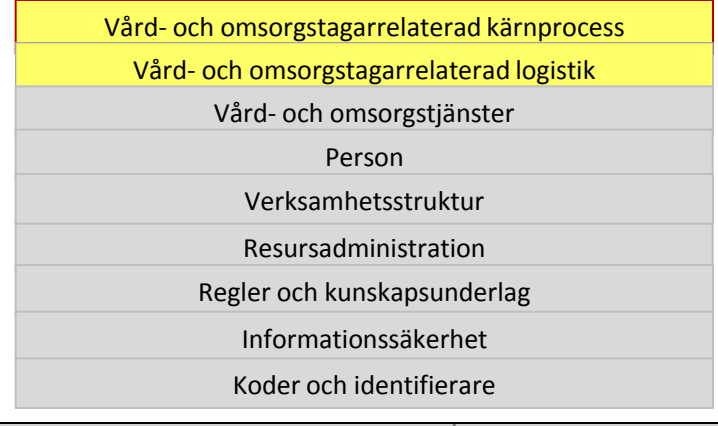 Vård- och omsorgstagarrelaterad kärnprocess
Vård- och omsorgstagarrelaterad logistik
Vård- och omsorgstjänster
Person
Verksamhetsstruktur
Resursadministration
Regler och kunskapsunderlag
Informationssäkerhet
Koder och identifierare